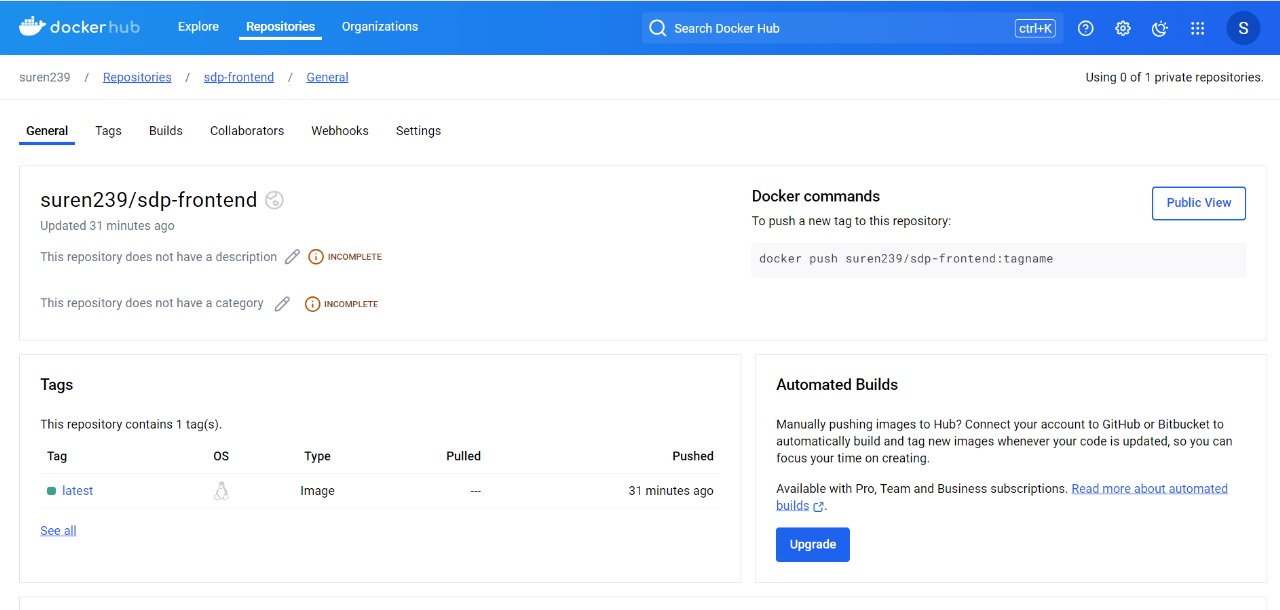 dockerhub
Explore
Repositories
Organizations
Search Docker Hub
ctrl+K
S
suren239 / Repositories / sdp-frontend / General
Using 0 of 1 private repositories.
General
Tags
Builds
Collaborators
Webhooks
Settings
suren239/sdp-frontend
Updated 31 minutes ago
This repository does not have a description
INCOMPLETE
This repository does not have a category
INCOMPLETE
Docker commands
Public View
To push a new tag to this repository:
docker push suren239/sdp-frontend:tagname
Tags
This repository contains 1 tag(s).
Tag OS Type Pulled Pushed
latest Image --- 31 minutes ago
See all
Automated Builds
Manually pushing images to Hub? Connect your account to GitHub or Bitbucket to
automatically build and tag new images whenever your code is updated, so you can
focus your time on creating.
Available with Pro, Team and Business subscriptions. Read more about automated
builds.
Upgrade